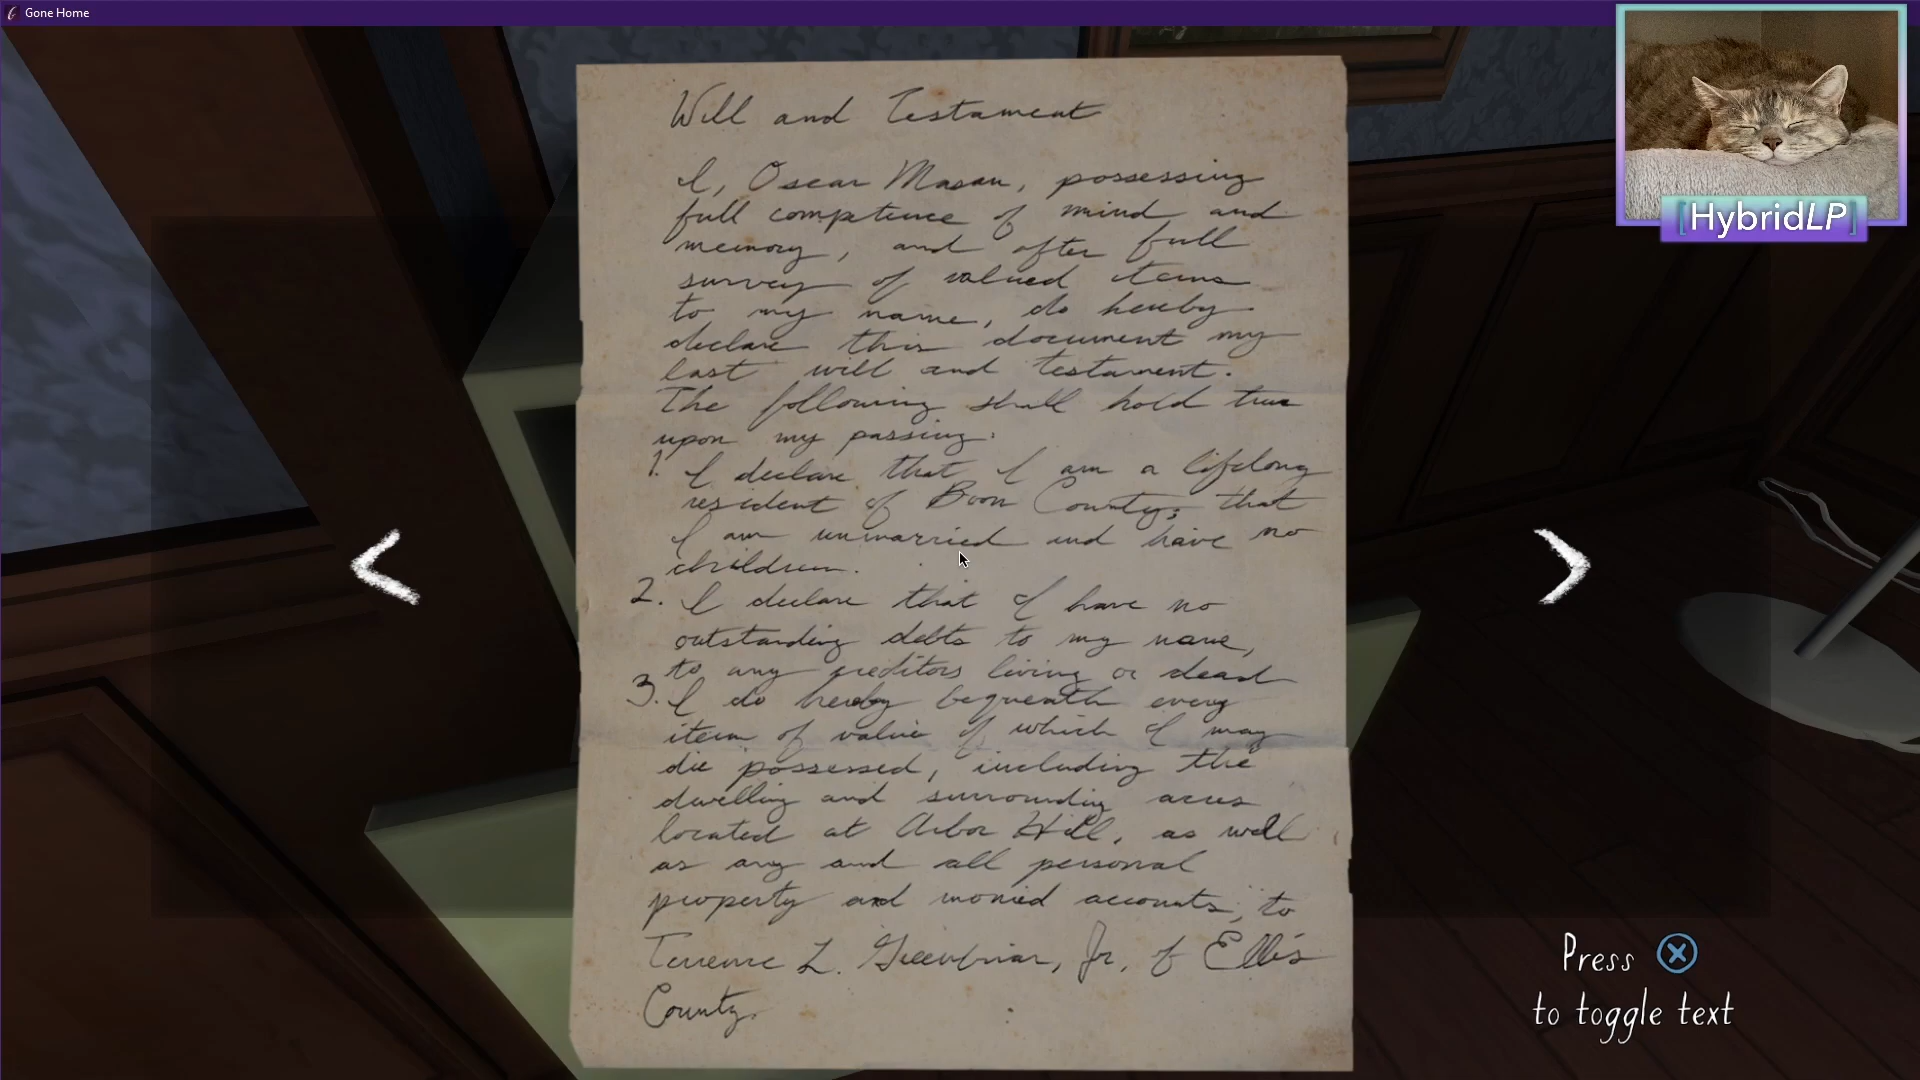 Gone Home
[HybridLP]
Will and Testament
I, Oscar Masan, possessing
full competence of mind and
memory, and after full
survey of valued items
to my name, do hereby
declare this document my
last will and testament.
The following shall hold true
upon my passing:
1. I declare that I am a lifelong
resident of Boon County; that
I am unmarried and have no
children.
2. I declare that I have no
outstanding debts to my name,
to any creditors living or dead
3. I do hereby bequeath every
item of value of which I may
die possessed, including the
dwelling and surrounding acres
located at Arbor Hill, as well
as any and all personal
property and monied accounts, to
Terrence L. Greenbriar, Jr. of Ellis
County.
Press
to toggle text